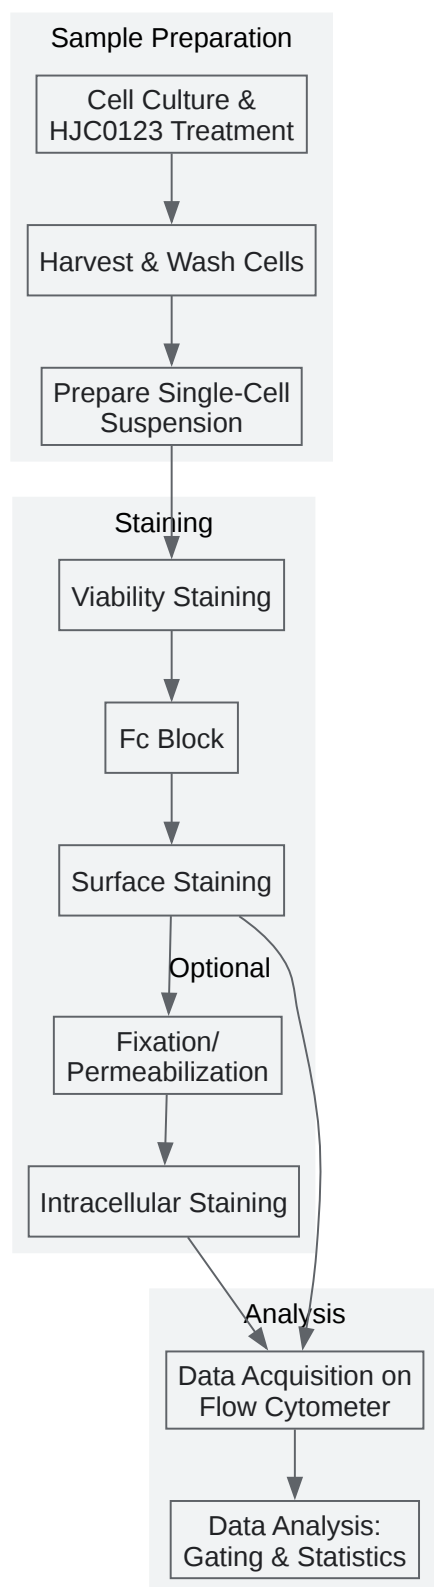 Sample Preparation
Cell Culture &
HJC0123 Treatment
Harvest & Wash Cells
Prepare Single-Cell
Suspension
Staining
Viability Staining
Fc Block
Surface Staining
Optional
Fixation/
Permeabilization
Intracellular Staining
Analysis
Data Acquisition on
Flow Cytometer
Data Analysis:
Gating & Statistics